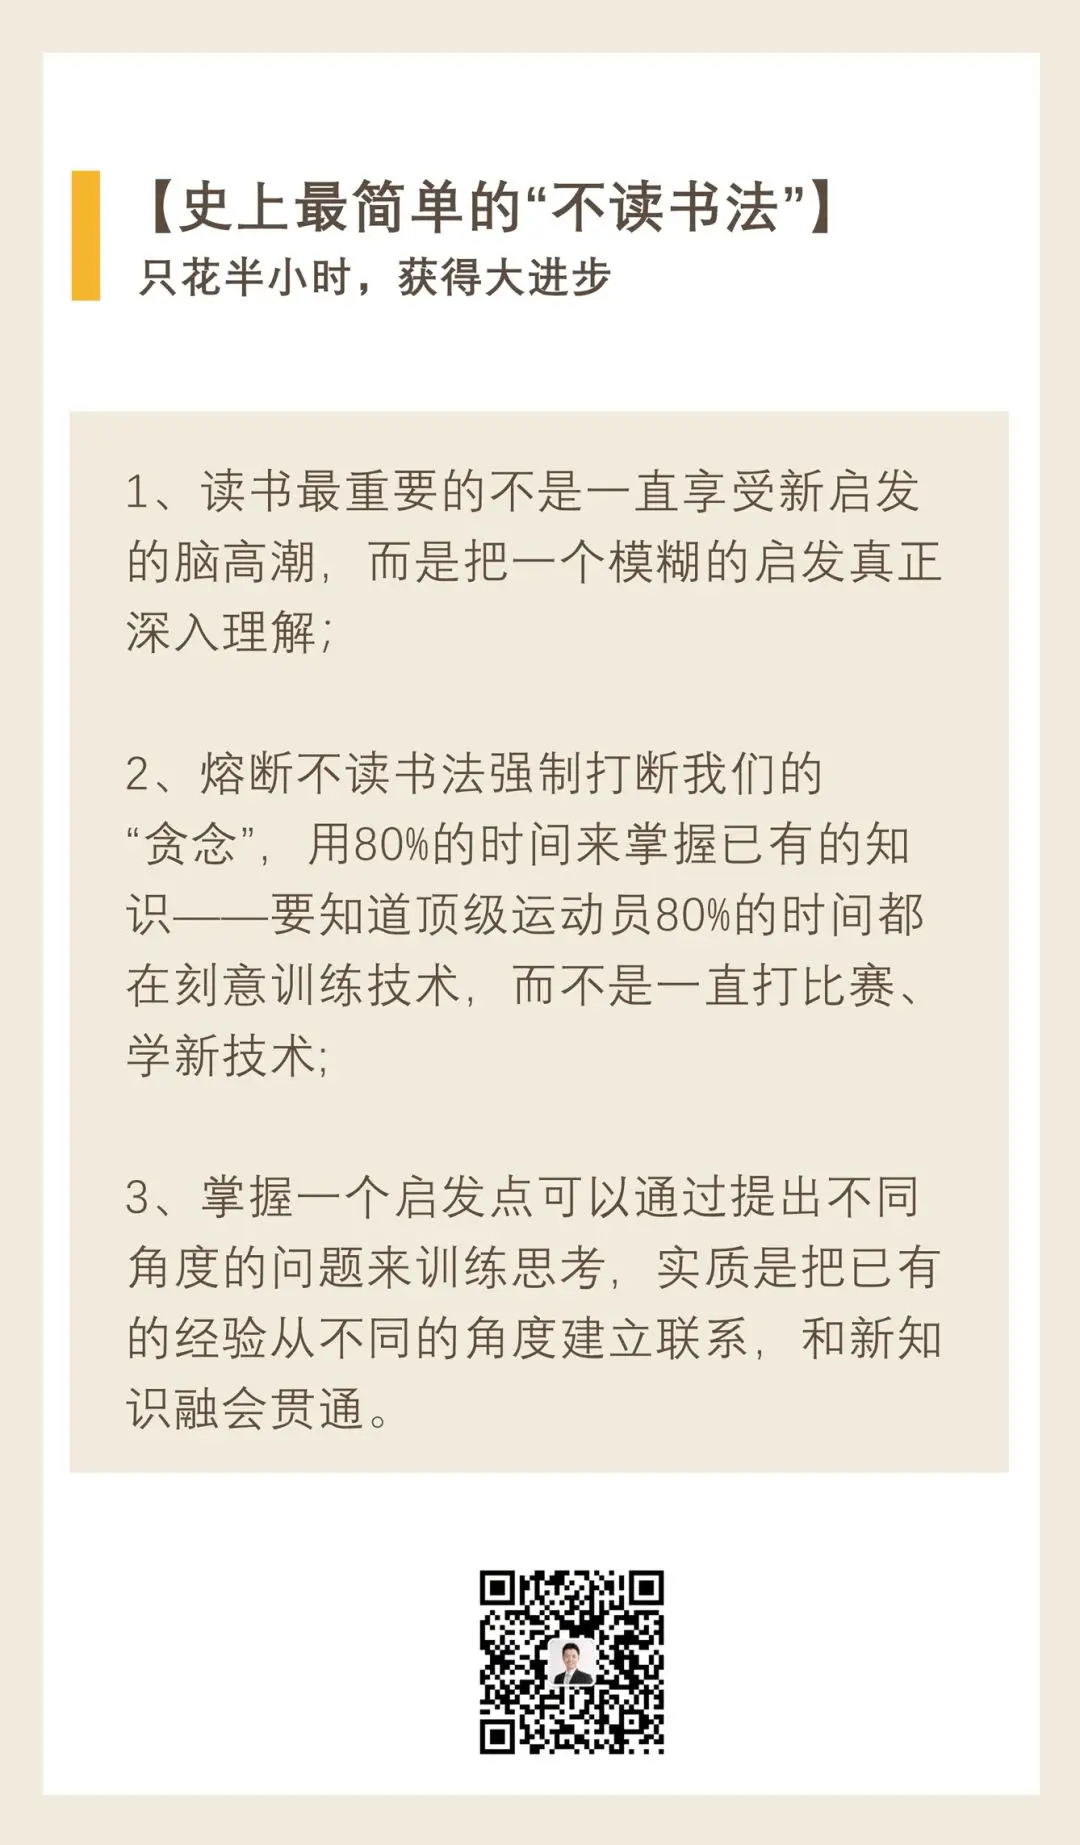 【史上最简单的“不读书法”】
只花半小时，获得大进步
1、读书最重要的不是一直享受新启发
的脑高潮，而是把一个模糊的启发真正
深入理解；
2、熔断不读书法强制打断我们的
“贪念”，用80%的时间来掌握已有的知
识——要知道顶级运动员80%的时间都
在刻意训练技术，而不是一直打比赛、
学新技术;
3、掌握一个启发点可以通过提出不同
角度的问题来训练思考，实质是把已有
的经验从不同的角度建立联系，和新知
识融会贯通。